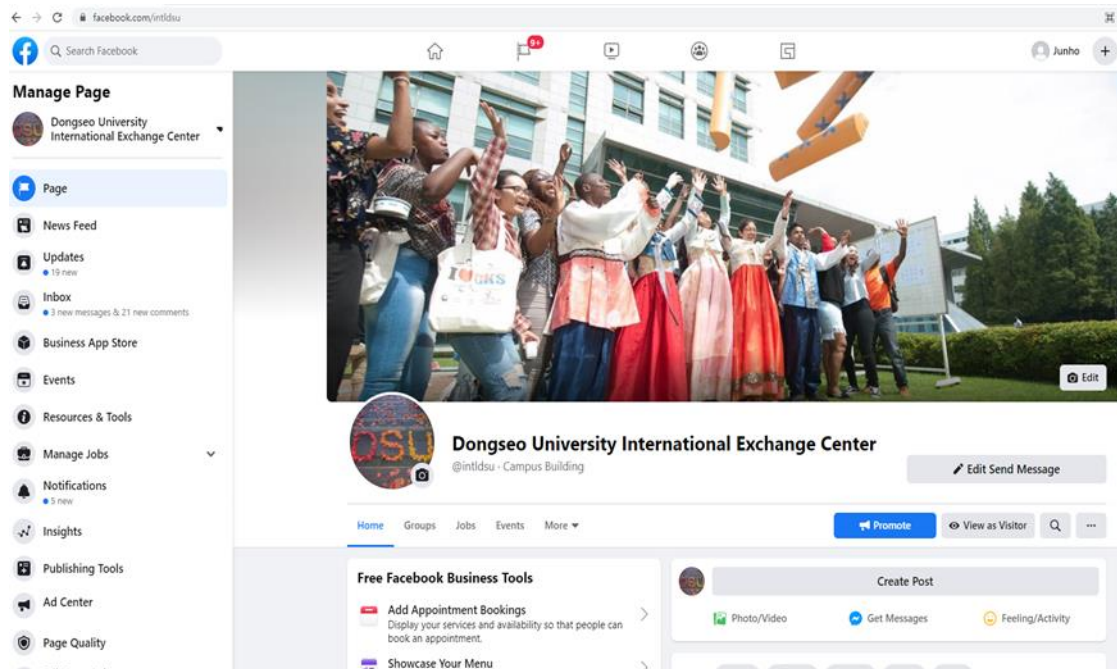 facebook.com/intldsu
Search Facebook
9+
Junho
Manage Page
Dongseo University
International Exchange Center
Page
News Feed
Updates
19 new
Inbox
3 new messages & 21 new comments
Business App Store
Events
Resources & Tools
Manage Jobs
Notifications
5 new
Insights
Publishing Tools
Ad Center
Page Quality
Edit
DSU
Dongseo University International Exchange Center
@intldsu · Campus Building
Edit Send Message
Home Groups Jobs Events More
Promote
View as Visitor
Free Facebook Business Tools
Add Appointment Bookings
Display your services and availability so that people can
book an appointment.
Showcase Your Menu
Create Post
Photo/Video
Get Messages
Feeling/Activity